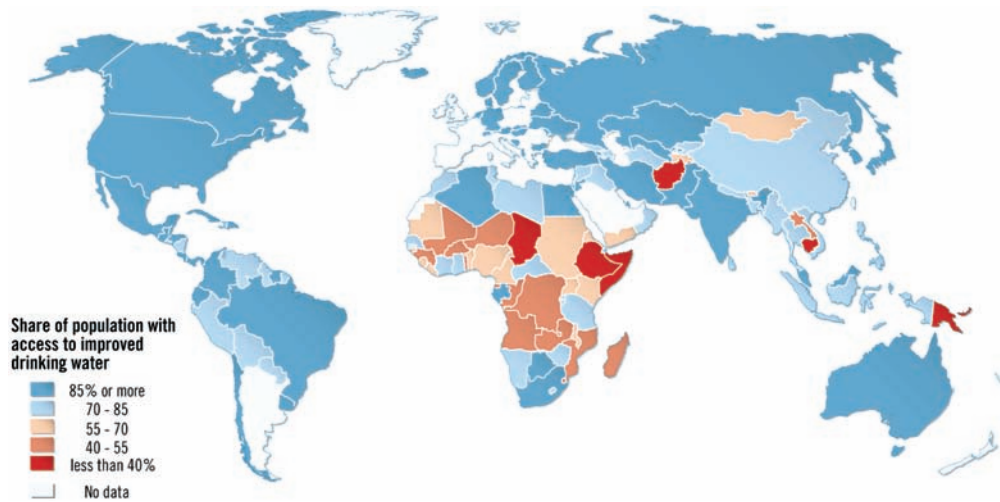 Share of population with
access to improved
drinking water
85% or more
70 - 85
55 - 70
40 - 55
less than 40%
No data